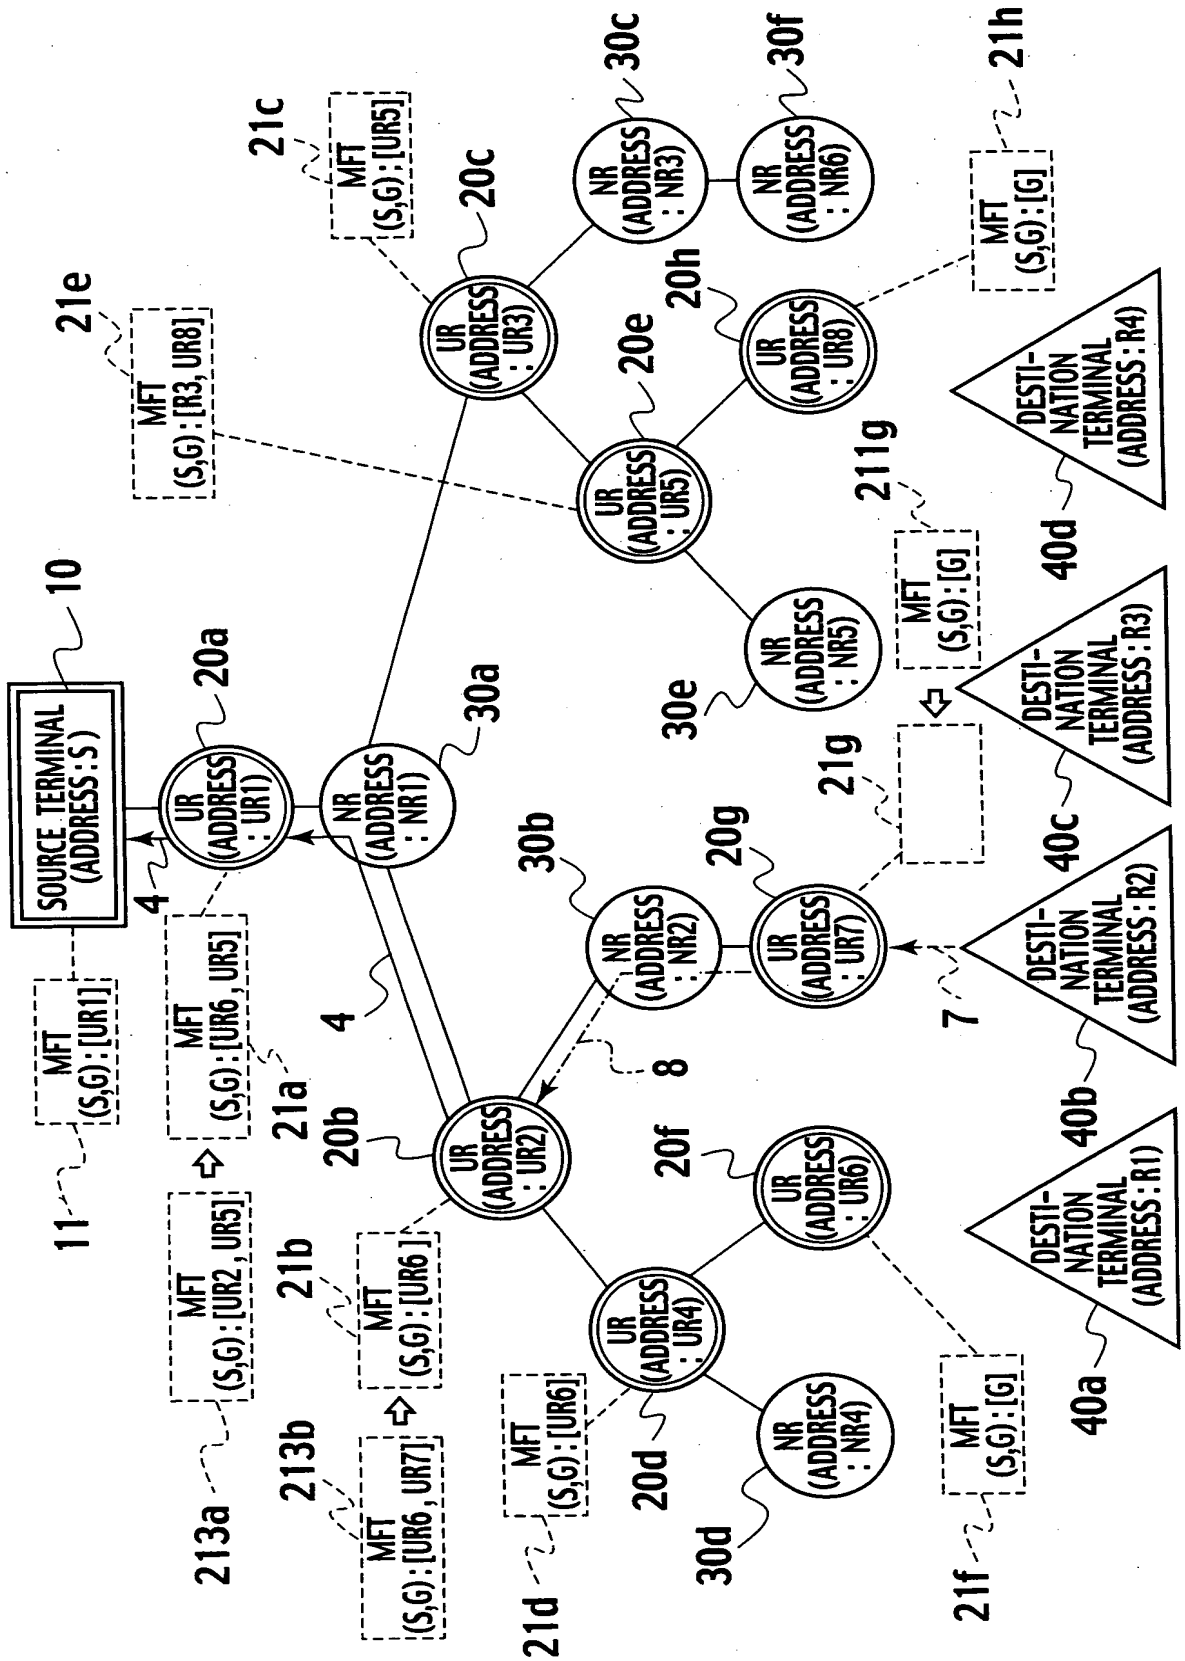 10
SOURCE TERMINAL
(ADDRESS:S)
11
MFT
(S,G):[UR1]
4
20a
UR
(ADDRESS
: UR1)
213a
MFT
(S,G):[UR2, UR5]
MFT
(S,G):[UR6, UR5]
21a
21e
MFT
(S,G):[R3, UR8]
21c
MFT
(S,G):[UR5]
30a
NR
(ADDRESS
: NR1)
4
20b
UR
(ADDRESS
: UR2)
213b
MFT
(S,G):[UR6, UR7]
21b
MFT
(S,G):[UR6]
20c
UR
(ADDRESS
: UR3)
30c
NR
(ADDRESS
: NR3)
30f
NR
(ADDRESS
: NR6)
21d
MFT
(S,G):[UR6]
20d
UR
(ADDRESS
: UR4)
8
30b
NR
(ADDRESS
: NR2)
20e
UR
(ADDRESS
: UR5)
20h
UR
(ADDRESS
: UR8)
30d
NR
(ADDRESS
: NR4)
20f
UR
(ADDRESS
: UR6)
20g
UR
(ADDRESS
: UR7)
30e
NR
(ADDRESS
: NR5)
21f
MFT
(S,G):[G]
7
21g
211g
MFT
(S,G):[G]
21h
MFT
(S,G):[G]
40a
DESTI-
NATION
TERMINAL
(ADDRESS:R1)
40b
DESTI-
NATION
TERMINAL
(ADDRESS:R2)
40c
DESTI-
NATION
TERMINAL
(ADDRESS:R3)
40d
DESTI-
NATION
TERMINAL
(ADDRESS:R4)